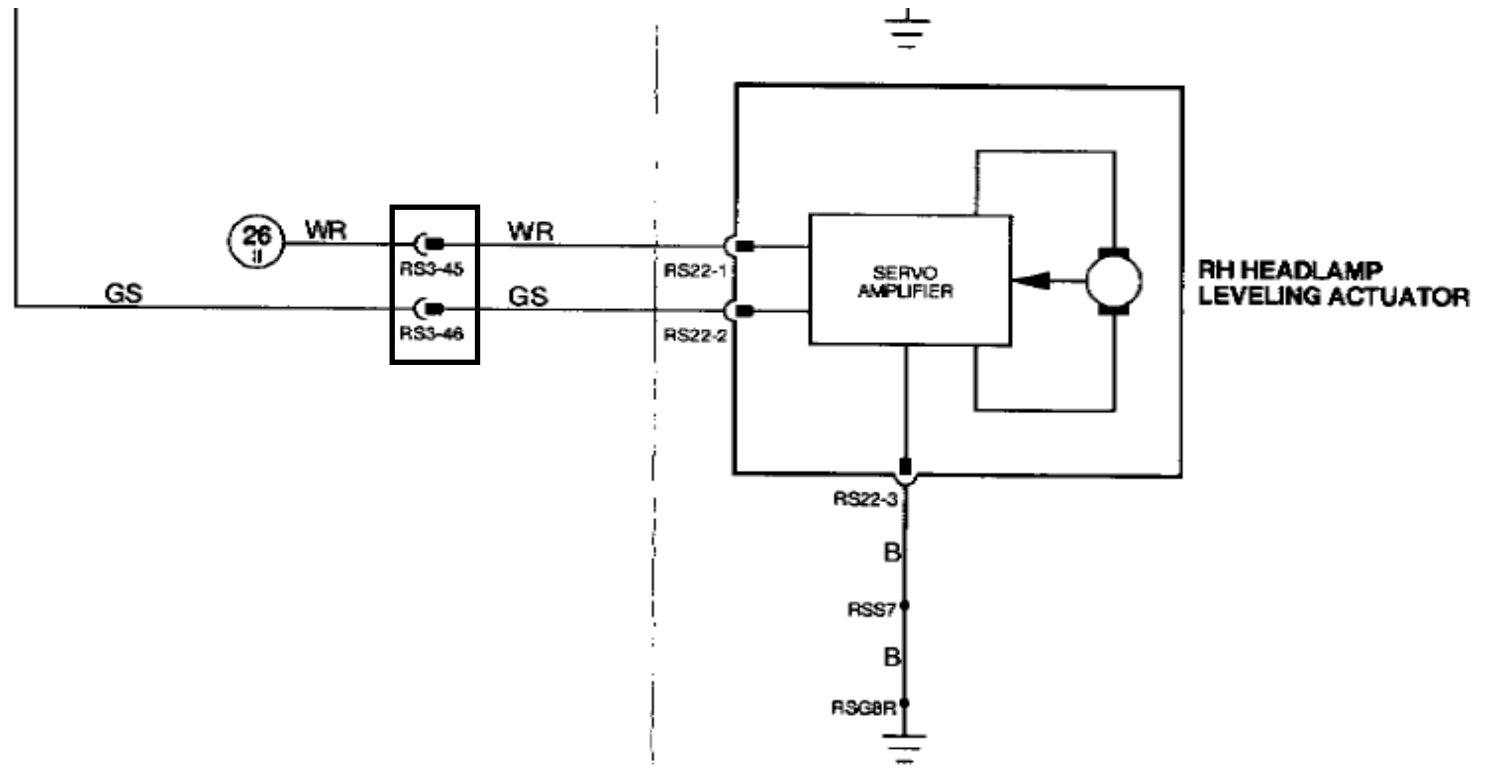 26
II
WR
WR
RS3-45
RS22-1
GS
GS
RS3-46
RS22-2
SERVO
AMPLIFIER
RH HEADLAMP
LEVELING ACTUATOR
RS22-3
B
RSS7
B
RSG8R